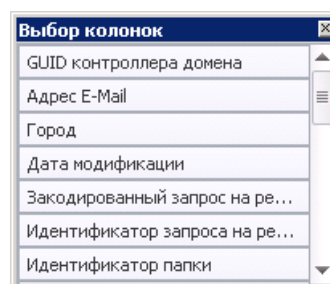 Выбор колонок
GUID контроллера домена
Адрес E-Mail
Город
Дата модификации
Закодированный запрос на ре...
Идентификатор запроса на ре...
Идентификатор папки